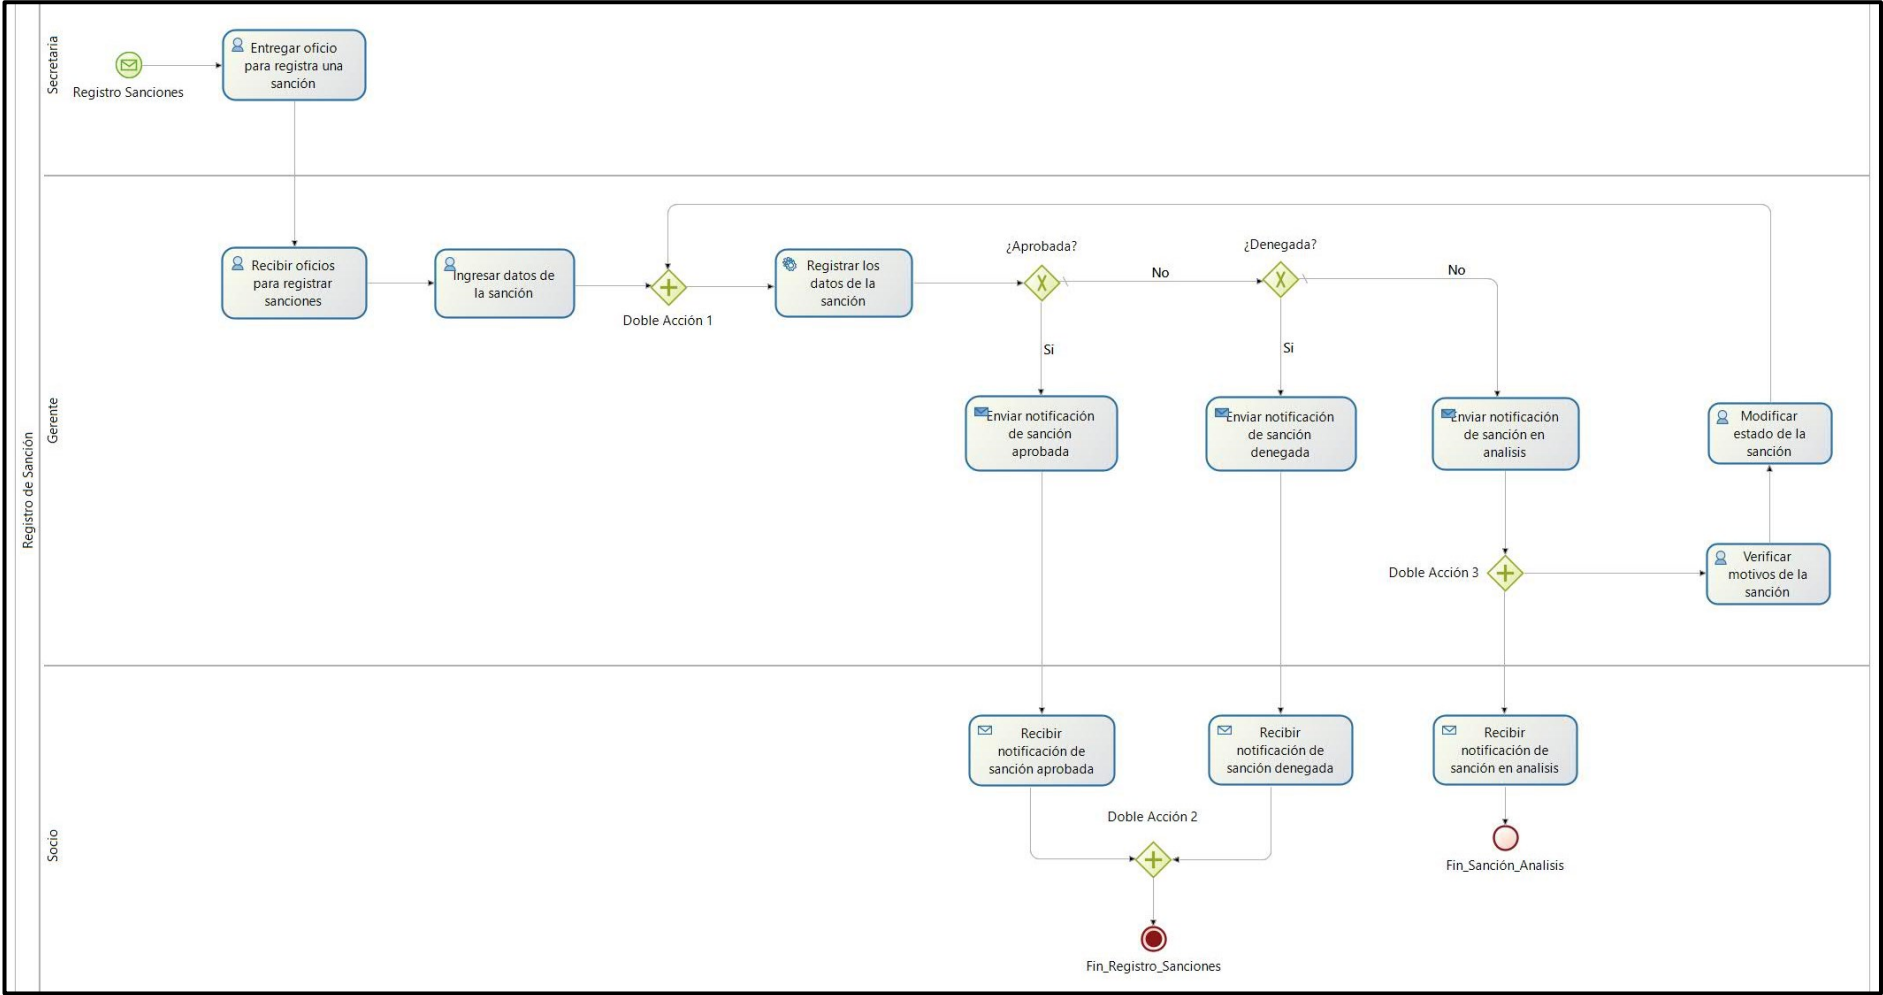 Registro de Sanción
Secretaria
Registro Sanciones
Entregar oficio
para registra una
sanción
Gerente
Recibir oficios
para registrar
sanciones
Ingresar datos de
la sanción
Doble Acción 1
Registrar los
datos de la
sanción
¿Aprobada?
No
Si
¿Denegada?
No
Si
Enviar notificación
de sanción
aprobada
Enviar notificación
de sanción
denegada
Enviar notificación
de sanción en
analisis
Modificar
estado de la
sanción
Doble Acción 3
Verificar
motivos de la
sanción
Socio
Recibir
notificación de
sanción aprobada
Recibir
notificación de
sanción denegada
Recibir
notificación de
sanción en analisis
Doble Acción 2
Fin_Sanción_Analisis
Fin_Registro_Sanciones